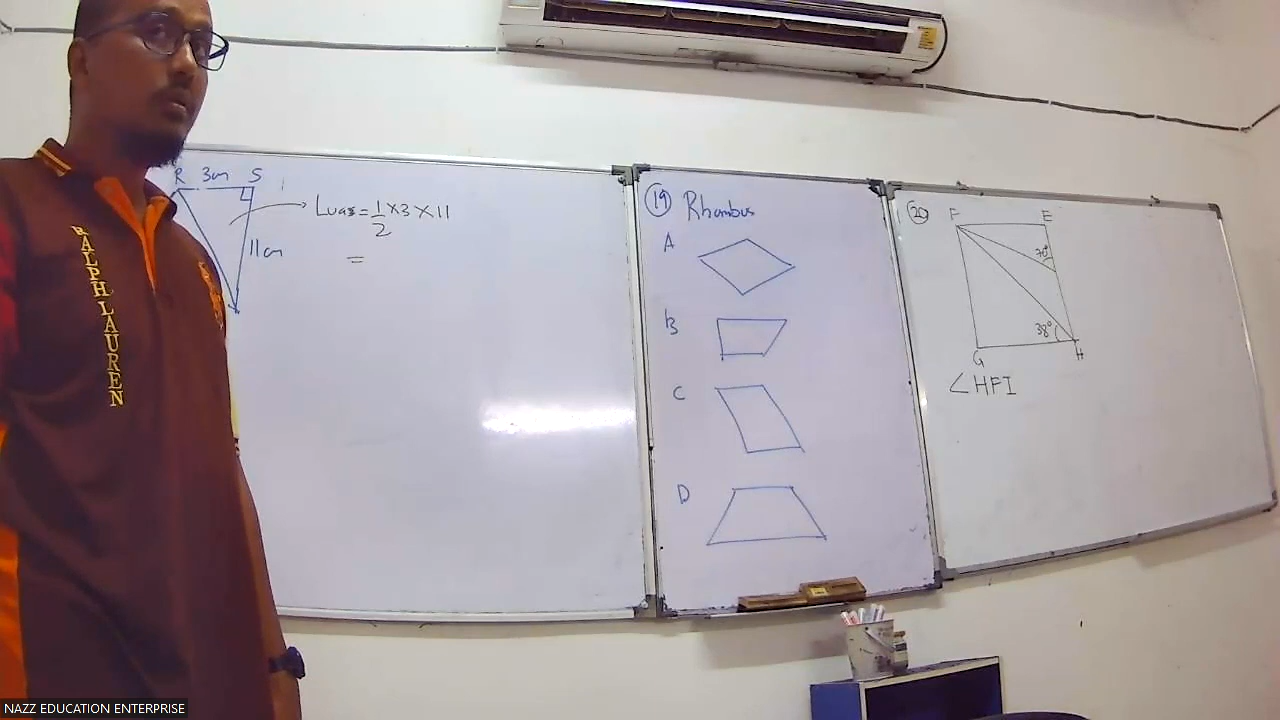 R 3cm S
Luas = 1/2 × 3 × 11
11cm
=
RALPH LAUREN
19 Rhombus
A
B
C
D
20
F E
70°
38°
G H
∠HFI
NAZZ EDUCATION ENTERPRISE